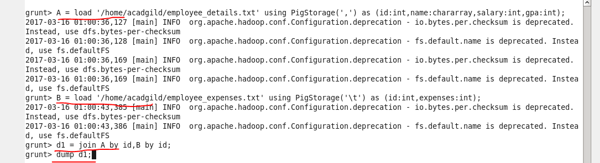 grunt> A = load '/home/acadgild/employee_details.txt' using PigStorage(',') as (id:int,name:chararray,salary:int,gpa:int);
2017-03-16 01:00:36,127 [main] INFO  org.apache.hadoop.conf.Configuration.deprecation - io.bytes.per.checksum is deprecated.
Instead, use dfs.bytes-per-checksum
2017-03-16 01:00:36,128 [main] INFO  org.apache.hadoop.conf.Configuration.deprecation - fs.default.name is deprecated. Instea
d, use fs.defaultFS
2017-03-16 01:00:36,169 [main] INFO  org.apache.hadoop.conf.Configuration.deprecation - io.bytes.per.checksum is deprecated.
Instead, use dfs.bytes-per-checksum
2017-03-16 01:00:36,169 [main] INFO  org.apache.hadoop.conf.Configuration.deprecation - fs.default.name is deprecated. Instea
d, use fs.defaultFS
grunt> B = load '/home/acadgild/employee_expenses.txt' using PigStorage('\t') as (id:int,expenses:int);
2017-03-16 01:00:43,385 [main] INFO  org.apache.hadoop.conf.Configuration.deprecation - io.bytes.per.checksum is deprecated.
Instead, use dfs.bytes-per-checksum
2017-03-16 01:00:43,386 [main] INFO  org.apache.hadoop.conf.Configuration.deprecation - fs.default.name is deprecated. Instea
d, use fs.defaultFS
grunt> d1 = join A by id,B by id;
grunt> dump d1;